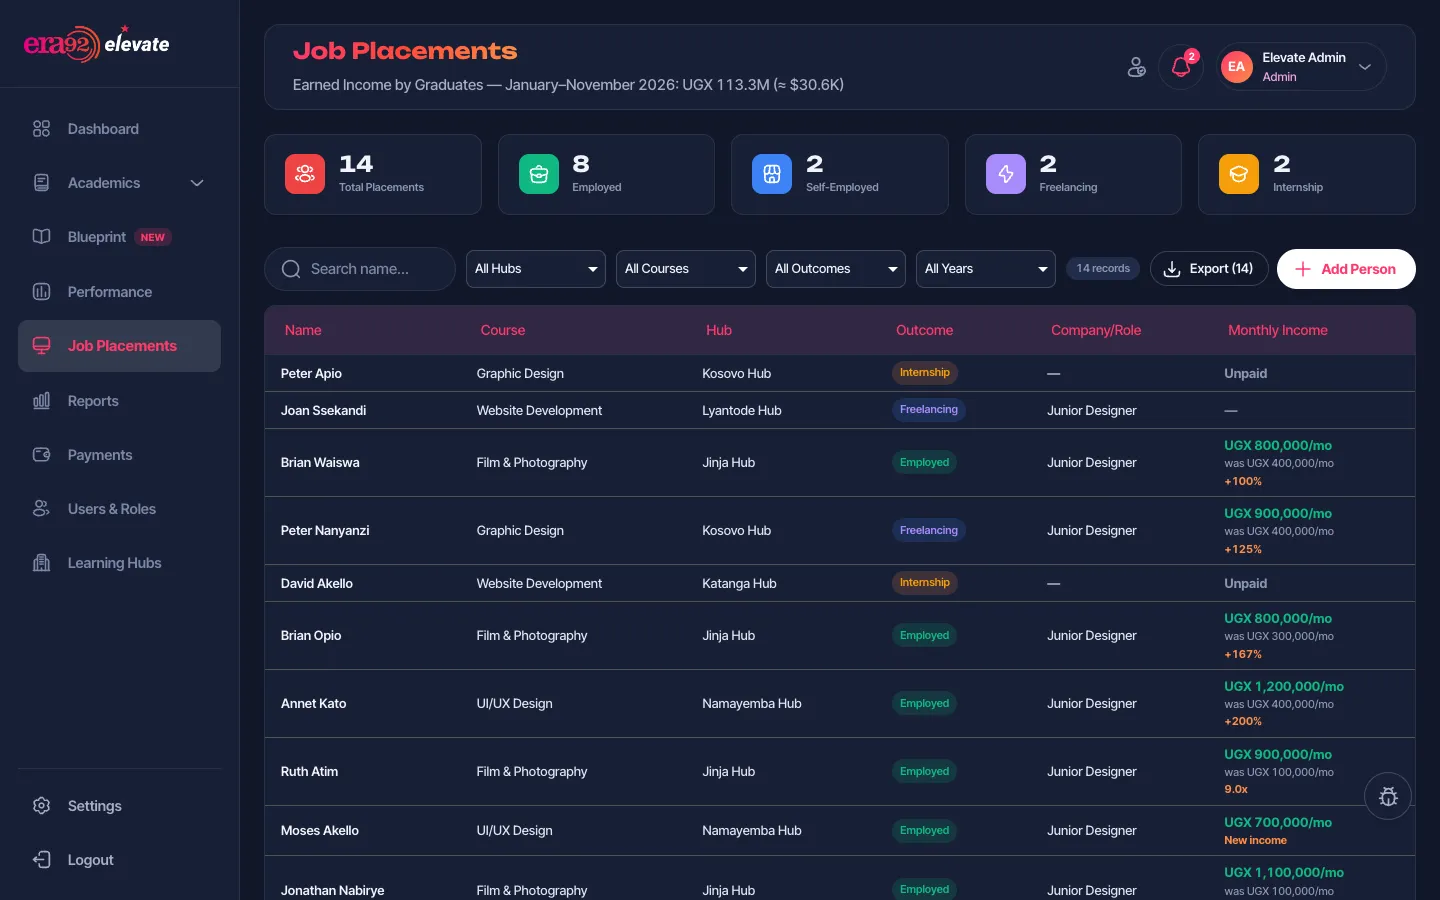 era92 elevate
Dashboard
Academics
Blueprint NEW
Performance
Job Placements
Reports
Payments
Users & Roles
Learning Hubs
Settings
Logout
Job Placements
Earned Income by Graduates — January–November 2026: UGX 113.3M (≈ $30.6K)
2
EA
Elevate Admin
Admin
14
Total Placements
8
Employed
2
Self-Employed
2
Freelancing
2
Internship
Search name...
All Hubs
All Courses
All Outcomes
All Years
14 records
Export (14)
Add Person
Name Course Hub Outcome Company/Role Monthly Income
Peter Apio Graphic Design Kosovo Hub Internship — Unpaid
Joan Ssekandi Website Development Lyantode Hub Freelancing Junior Designer —
Brian Waiswa Film & Photography Jinja Hub Employed Junior Designer UGX 800,000/mo
was UGX 400,000/mo
+100%
Peter Nanyanzi Graphic Design Kosovo Hub Freelancing Junior Designer UGX 900,000/mo
was UGX 400,000/mo
+125%
David Akello Website Development Katanga Hub Internship — Unpaid
Brian Opio Film & Photography Jinja Hub Employed Junior Designer UGX 800,000/mo
was UGX 300,000/mo
+167%
Annet Kato UI/UX Design Namayemba Hub Employed Junior Designer UGX 1,200,000/mo
was UGX 400,000/mo
+200%
Ruth Atim Film & Photography Jinja Hub Employed Junior Designer UGX 900,000/mo
was UGX 100,000/mo
9.0x
Moses Akello UI/UX Design Namayemba Hub Employed Junior Designer UGX 700,000/mo
New income
Jonathan Nabirye Film & Photography Jinja Hub Employed Junior Designer UGX 1,100,000/mo
was UGX 100,000/mo